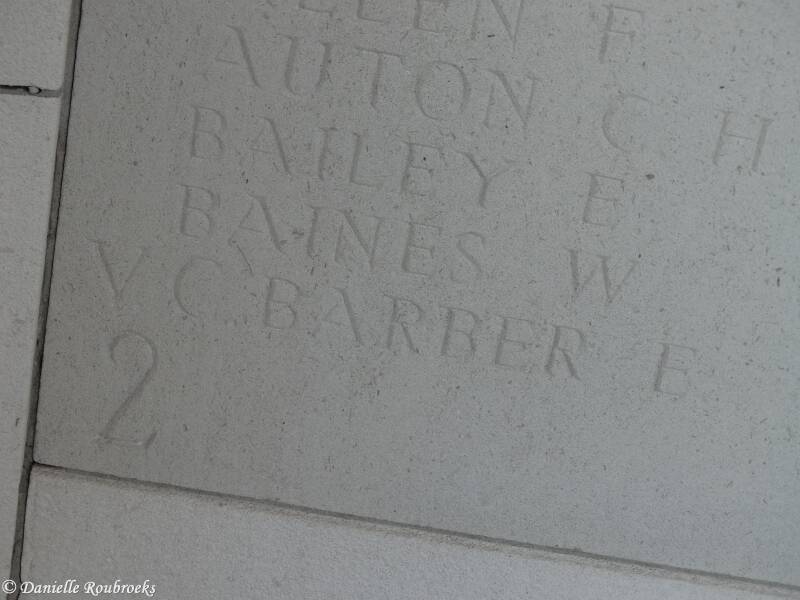 F
AUTON C H
BAILEY E
BAINES W
V C BARBER E
2
© Danielle Roubroeks